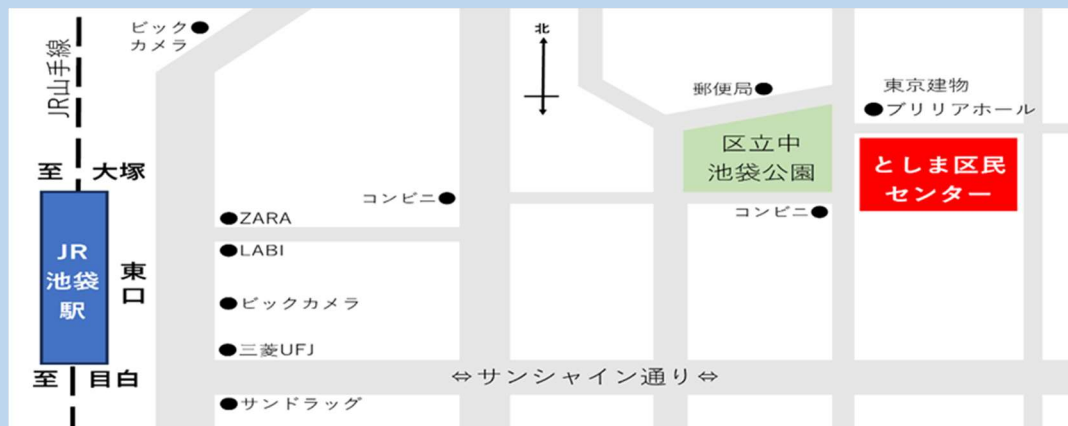 JR山手線
至 大塚
JR
池袋
駅
東口
至 目白
ビック
カメラ
北
ZARA
LABI
ビックカメラ
三菱UFJ
サンドラッグ
コンビニ
⇔サンシャイン通り⇔
郵便局
区立中
池袋公園
コンビニ
東京建物
ブリリアホール
としま区民
センター